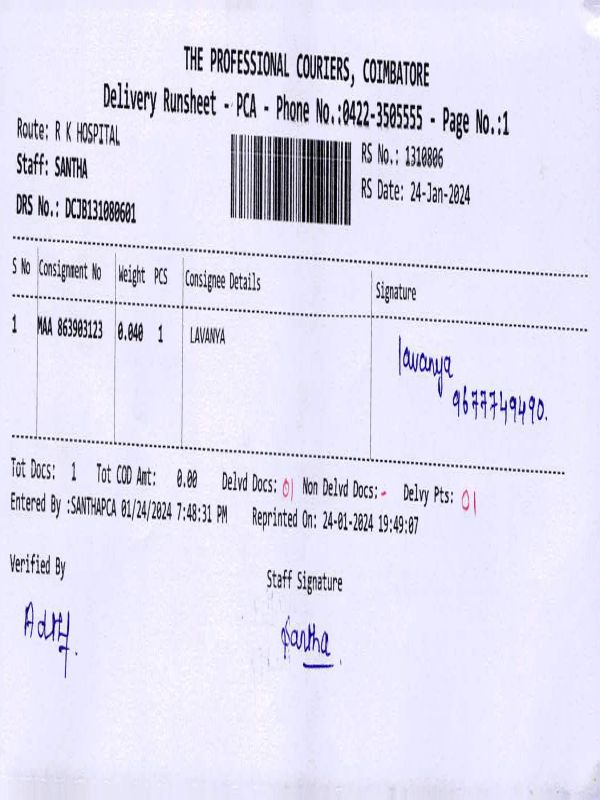 THE PROFESSIONAL COURIERS, COIMBATORE
Delivery Runsheet - PCA - Phone No.:0422-3505555 - Page No.:1
Route: R K HOSPITAL
RS No.: 1310806
Staff: SANTHA
RS Date: 24-Jan-2024
DRS No.: DCJB131080601
S No Consignment No Weight PCS Consignee Details Signature
1 MAA 863903123 0.040 1 LAVANYA
lavanya
9677749490.
Tot Docs: 1 Tot COD Amt: 0.00 Delvd Docs: 01 Non Delvd Docs:- Delvy Pts: 01
Entered By :SANTHAPCA 01/24/2024 7:48:31 PM Reprinted On: 24-01-2024 19:49:07
Verified By Staff Signature
Santha